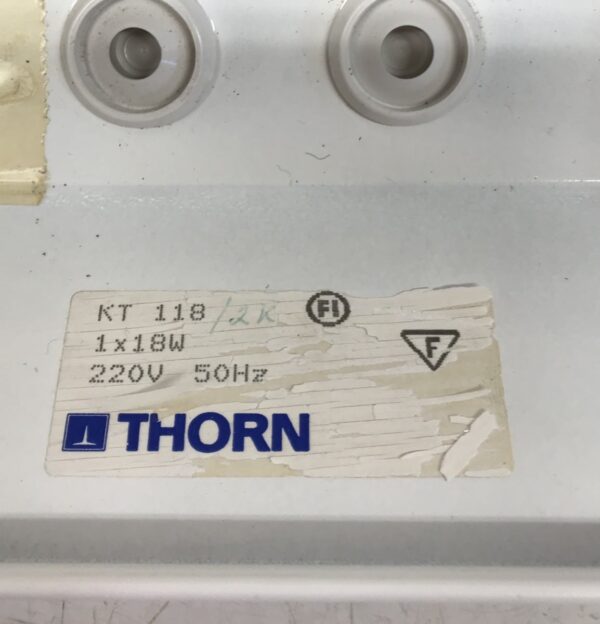 KT 118 /2K FI
1x18W
F
220V 50Hz
THORN